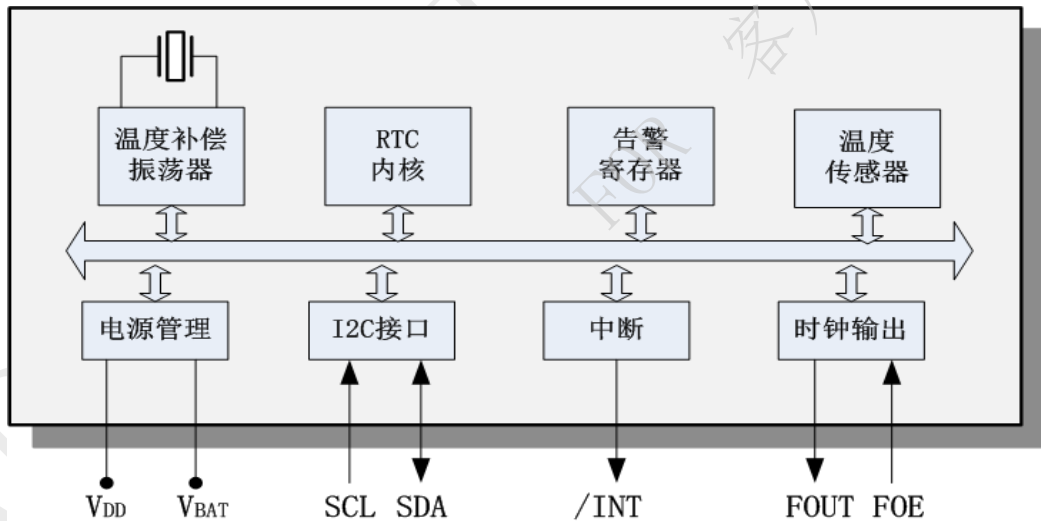 温度补偿
振荡器
RTC
内核
告警
寄存器
温度
传感器
电源管理
I2C接口
中断
时钟输出
VDD
VBAT
SCL
SDA
/INT
FOUT
FOE
FOR
客